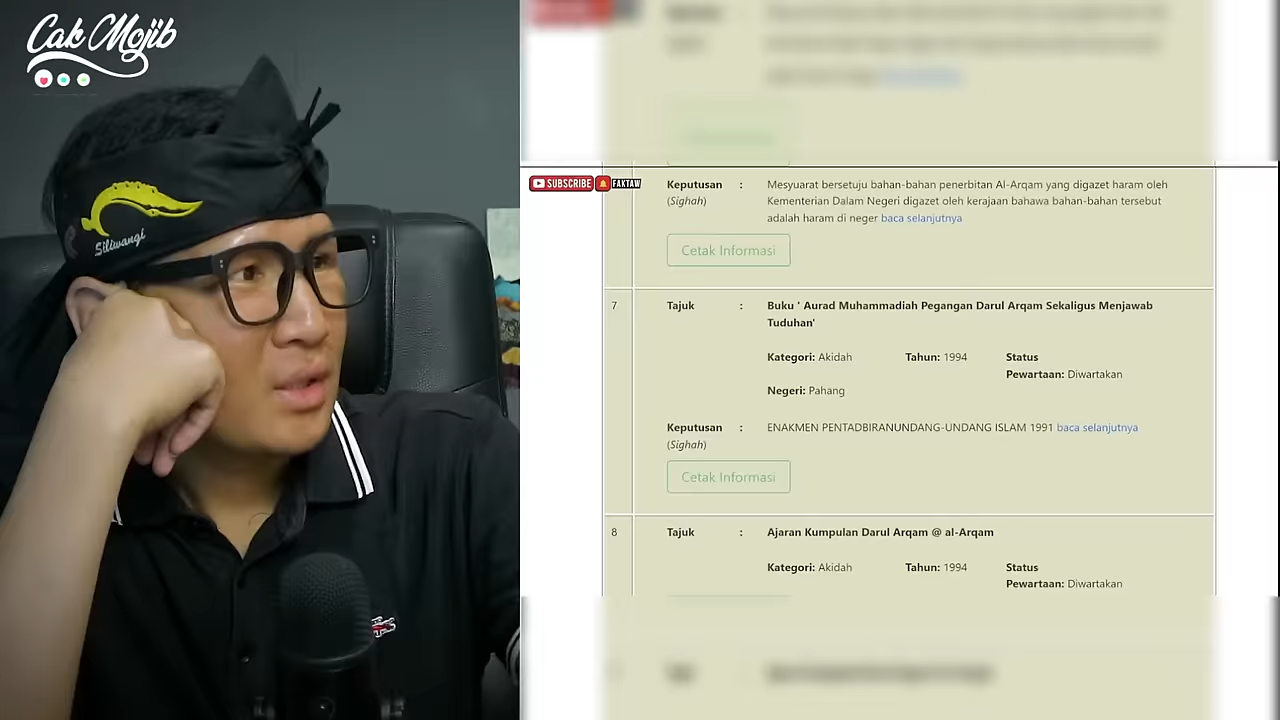 Cak Mojib
Siliwangi
SUBSCRIBE FAKTAW
Keputusan : Mesyuarat bersetuju bahan-bahan penerbitan Al-Arqam yang digazet haram oleh
(Sighah) Kementerian Dalam Negeri digazet oleh kerajaan bahawa bahan-bahan tersebut
adalah haram di neger baca selanjutnya
Cetak Informasi
7 Tajuk : Buku ' Aurad Muhammadiah Pegangan Darul Arqam Sekaligus Menjawab
Tuduhan'
Kategori: Akidah Tahun: 1994 Status
Pewartaan: Diwartakan
Negeri: Pahang
Keputusan : ENAKMEN PENTADBIRANUNDANG-UNDANG ISLAM 1991 baca selanjutnya
(Sighah)
Cetak Informasi
8 Tajuk : Ajaran Kumpulan Darul Arqam @ al-Arqam
Kategori: Akidah Tahun: 1994 Status
Pewartaan: Diwartakan